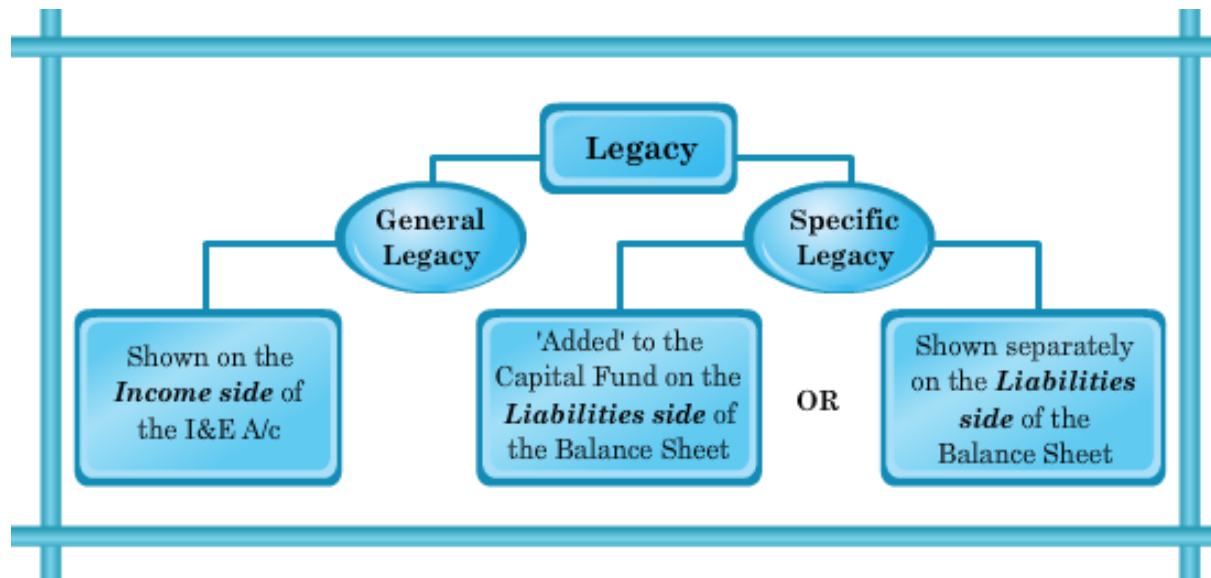 Legacy
General
Legacy
Specific
Legacy
Shown on the
Income side of
the I&E A/c
'Added' to the
Capital Fund on the
Liabilities side of
the Balance Sheet
OR
Shown separately
on the Liabilities
side of the
Balance Sheet